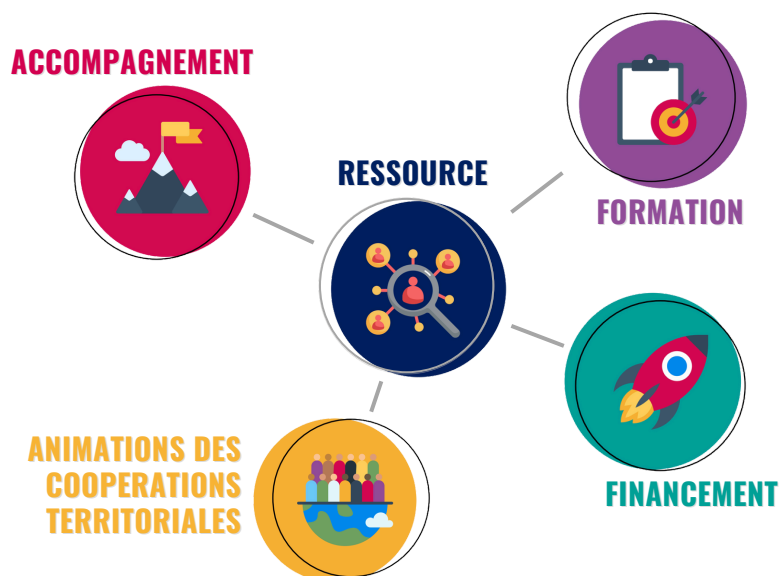 ACCOMPAGNEMENT
RESSOURCE
FORMATION
ANIMATIONS DES
COOPERATIONS
TERRITORIALES
FINANCEMENT